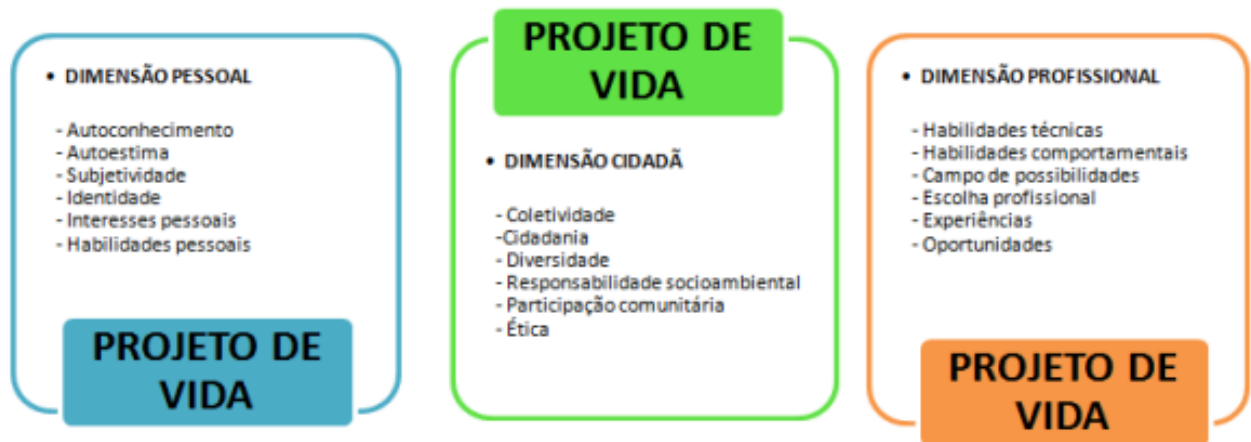 • DIMENSÃO PESSOAL
- Autoconhecimento
- Autoestima
- Subjetividade
- Identidade
- Interesses pessoais
- Habilidades pessoais
PROJETO DE
VIDA
PROJETO DE
VIDA
• DIMENSÃO CIDADÃ
- Coletividade
-Cidadania
- Diversidade
- Responsabilidade socioambiental
- Participação comunitária
- Ética
• DIMENSÃO PROFISSIONAL
- Habilidades técnicas
- Habilidades comportamentais
- Campo de possibilidades
- Escolha profissional
- Experiências
- Oportunidades
PROJETO DE
VIDA